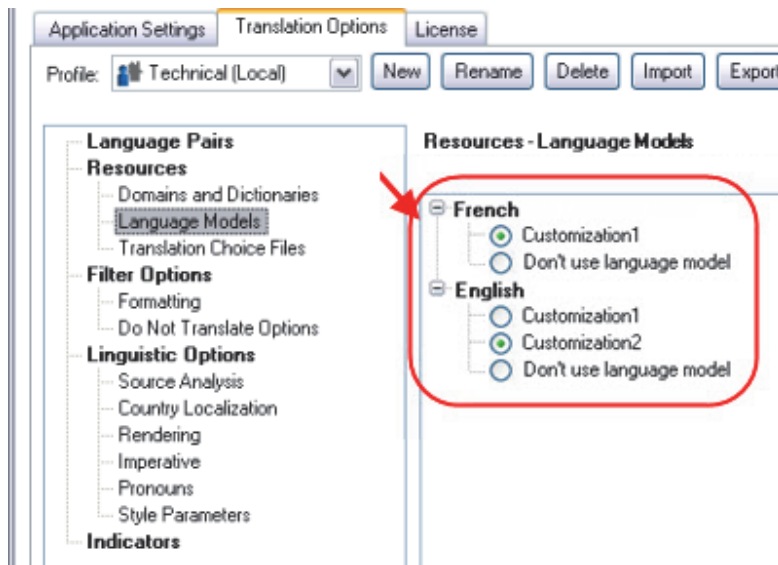 Application Settings Translation Options License
Profile: Technical (Local) New Rename Delete Import Export
Language Pairs
Resources
Domains and Dictionaries
Language Models
Translation Choice Files
Filter Options
Formatting
Do Not Translate Options
Linguistic Options
Source Analysis
Country Localization
Rendering
Imperative
Pronouns
Style Parameters
Indicators
Resources - Language Models
French
Customization1
Don't use language model
English
Customization1
Customization2
Don't use language model